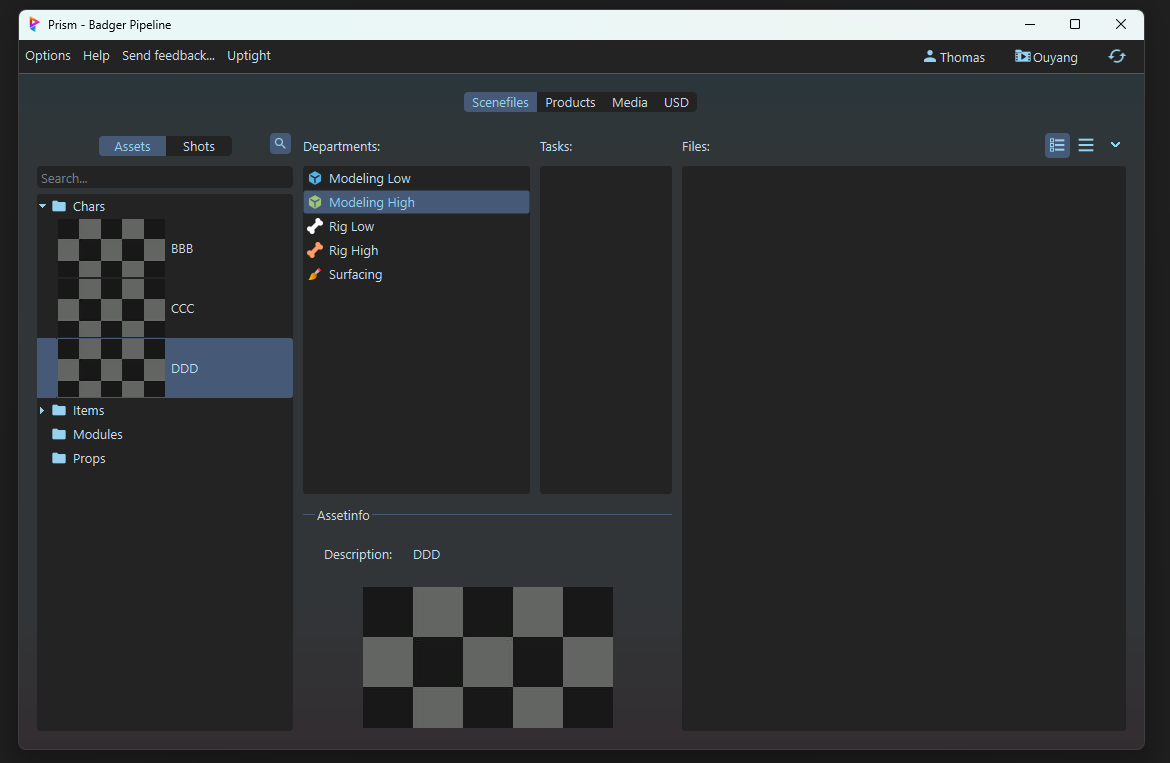 Prism - Badger Pipeline
Options Help Send feedback... Uptight Thomas Ouyang
Scenefiles Products Media USD
Assets Shots
Search...
Chars
BBB
CCC
DDD
Items
Modules
Props
Departments:
Modeling Low
Modeling High
Rig Low
Rig High
Surfacing
Tasks:
Assetinfo
Description: DDD
Files: